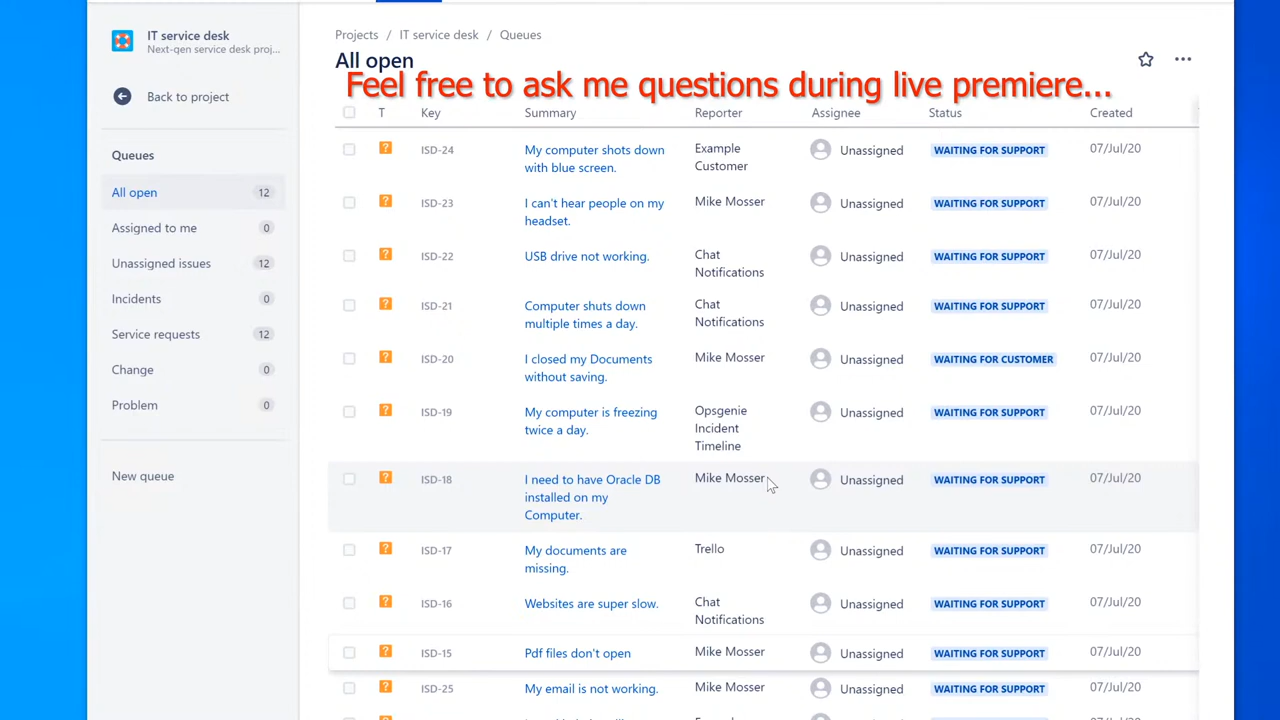 IT service desk
Next-gen service desk proj...
Back to project
Queues
All open 12
Assigned to me 0
Unassigned issues 12
Incidents 0
Service requests 12
Change 0
Problem 0
New queue
Projects / IT service desk / Queues
All open
Feel free to ask me questions during live premiere...
T Key Summary Reporter Assignee Status Created
ISD-24 My computer shots down with blue screen. Example Customer Unassigned WAITING FOR SUPPORT 07/Jul/20
ISD-23 I can't hear people on my headset. Mike Mosser Unassigned WAITING FOR SUPPORT 07/Jul/20
ISD-22 USB drive not working. Chat Notifications Unassigned WAITING FOR SUPPORT 07/Jul/20
ISD-21 Computer shuts down multiple times a day. Chat Notifications Unassigned WAITING FOR SUPPORT 07/Jul/20
ISD-20 I closed my Documents without saving. Mike Mosser Unassigned WAITING FOR CUSTOMER 07/Jul/20
ISD-19 My computer is freezing twice a day. Opsgenie Incident Timeline Unassigned WAITING FOR SUPPORT 07/Jul/20
ISD-18 I need to have Oracle DB installed on my Computer. Mike Mosser Unassigned WAITING FOR SUPPORT 07/Jul/20
ISD-17 My documents are missing. Trello Unassigned WAITING FOR SUPPORT 07/Jul/20
ISD-16 Websites are super slow. Chat Notifications Unassigned WAITING FOR SUPPORT 07/Jul/20
ISD-15 Pdf files don't open Mike Mosser Unassigned WAITING FOR SUPPORT 07/Jul/20
ISD-25 My email is not working. Mike Mosser Unassigned WAITING FOR SUPPORT 07/Jul/20